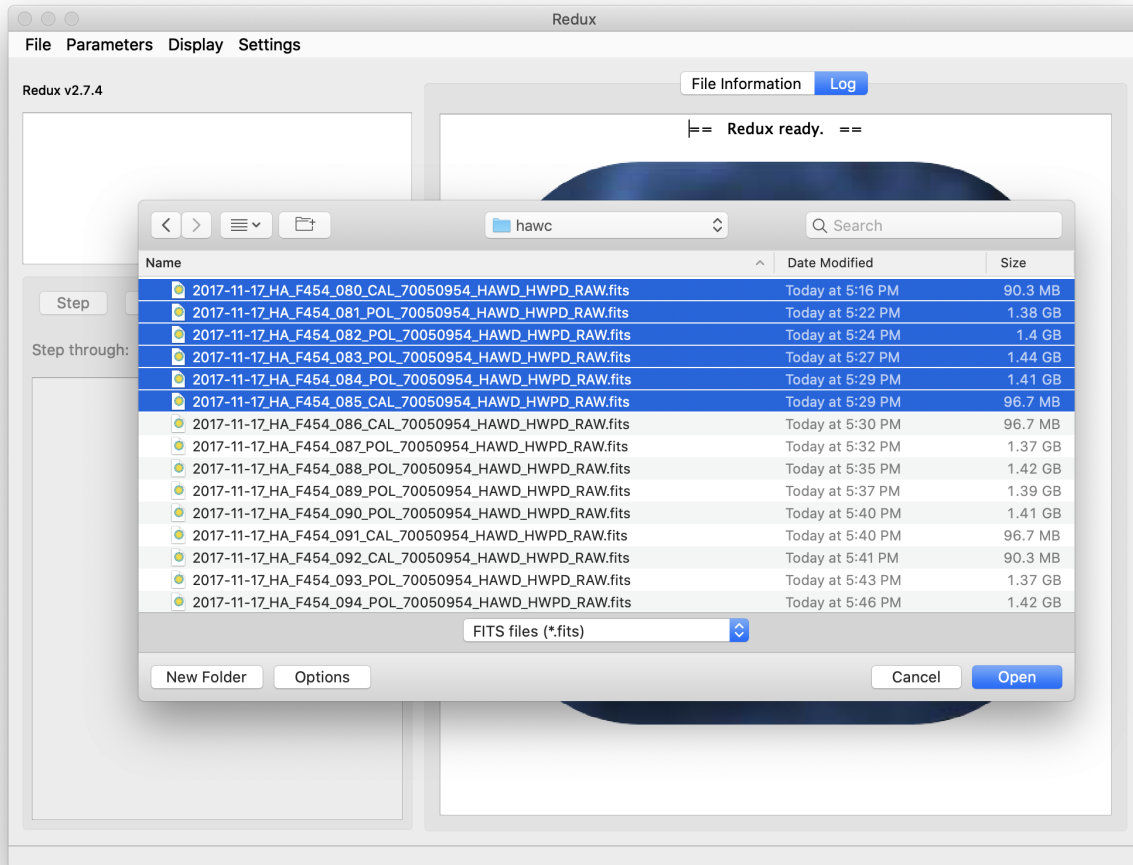 Redux
File Parameters Display Settings
Redux v2.7.4
File Information Log
== Redux ready. ==
hawc
Search
Name Date Modified Size
2017-11-17_HA_F454_080_CAL_70050954_HAWD_HWPD_RAW.fits Today at 5:16 PM 90.3 MB
2017-11-17_HA_F454_081_POL_70050954_HAWD_HWPD_RAW.fits Today at 5:22 PM 1.38 GB
2017-11-17_HA_F454_082_POL_70050954_HAWD_HWPD_RAW.fits Today at 5:24 PM 1.4 GB
2017-11-17_HA_F454_083_POL_70050954_HAWD_HWPD_RAW.fits Today at 5:27 PM 1.44 GB
2017-11-17_HA_F454_084_POL_70050954_HAWD_HWPD_RAW.fits Today at 5:29 PM 1.41 GB
2017-11-17_HA_F454_085_CAL_70050954_HAWD_HWPD_RAW.fits Today at 5:29 PM 96.7 MB
2017-11-17_HA_F454_086_CAL_70050954_HAWD_HWPD_RAW.fits Today at 5:30 PM 96.7 MB
2017-11-17_HA_F454_087_POL_70050954_HAWD_HWPD_RAW.fits Today at 5:32 PM 1.37 GB
2017-11-17_HA_F454_088_POL_70050954_HAWD_HWPD_RAW.fits Today at 5:35 PM 1.42 GB
2017-11-17_HA_F454_089_POL_70050954_HAWD_HWPD_RAW.fits Today at 5:37 PM 1.39 GB
2017-11-17_HA_F454_090_POL_70050954_HAWD_HWPD_RAW.fits Today at 5:40 PM 1.41 GB
2017-11-17_HA_F454_091_CAL_70050954_HAWD_HWPD_RAW.fits Today at 5:40 PM 96.7 MB
2017-11-17_HA_F454_092_CAL_70050954_HAWD_HWPD_RAW.fits Today at 5:41 PM 90.3 MB
2017-11-17_HA_F454_093_POL_70050954_HAWD_HWPD_RAW.fits Today at 5:43 PM 1.37 GB
2017-11-17_HA_F454_094_POL_70050954_HAWD_HWPD_RAW.fits Today at 5:46 PM 1.42 GB
Step
Step through:
FITS files (*.fits)
New Folder Options Cancel Open